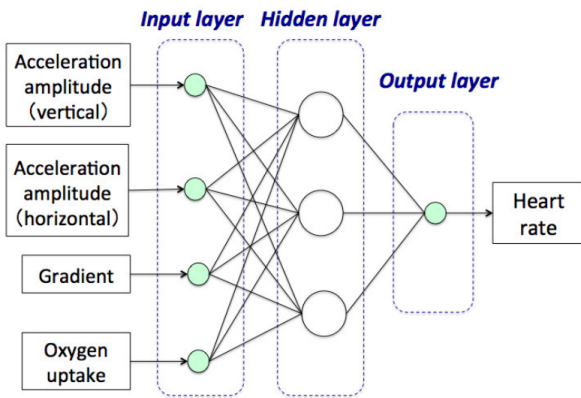 Input layer
Hidden layer
Output layer
Acceleration
amplitude
(vertical)
Acceleration
amplitude
(horizontal)
Gradient
Oxygen
uptake
Heart
rate